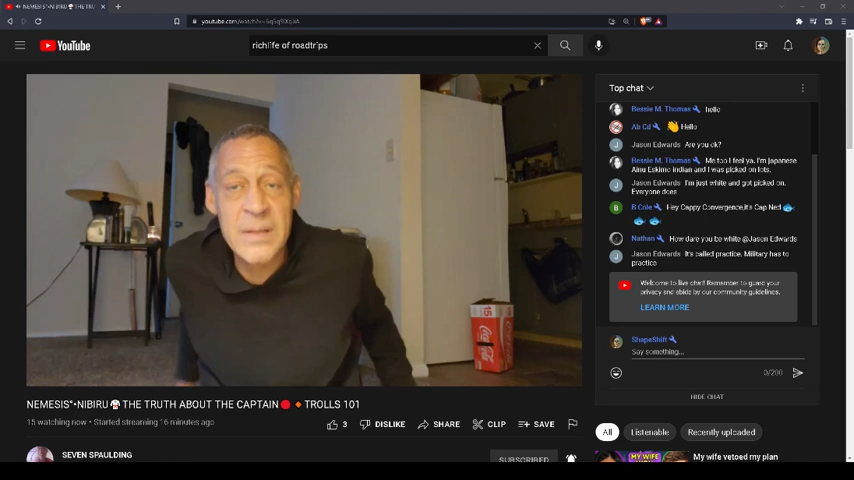 NEMESIS*•NIBIRU THE TRU
youtube.com/watch?v=
YouTube
richlife of roadtrips
Top chat
Bessie M. Thomas hello
Ab Cd Hello
Jason Edwards Are you ok?
Bessie M. Thomas Me too I feel ya. I'm japanese
Ainu Eskimo Indian and I was picked on lots.
Jason Edwards I'm just white and got picked on.
Everyone does
B Cole Hey Cappy Convergence,it's Cap Ned
Nathan How dare you be white @Jason Edwards
Jason Edwards It's called practice. Military has to
practice
Welcome to live chat! Remember to guard your
privacy and abide by our community guidelines.
LEARN MORE
ShapeShift
Say something...
0/200
HIDE CHAT
15
Coca-Cola
NEMESIS*•NIBIRU THE TRUTH ABOUT THE CAPTAIN TROLLS 101
15 watching now • Started streaming 16 minutes ago
3 DISLIKE SHARE CLIP SAVE
All Listenable Recently uploaded
SEVEN SPAULDING
SUBSCRIBED
MY WIFE
My wife vetoed my plan